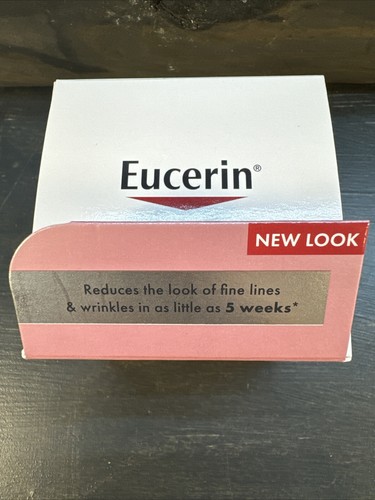 Eucerin®
NEW LOOK
Reduces the look of fine lines
& wrinkles in as little as 5 weeks*